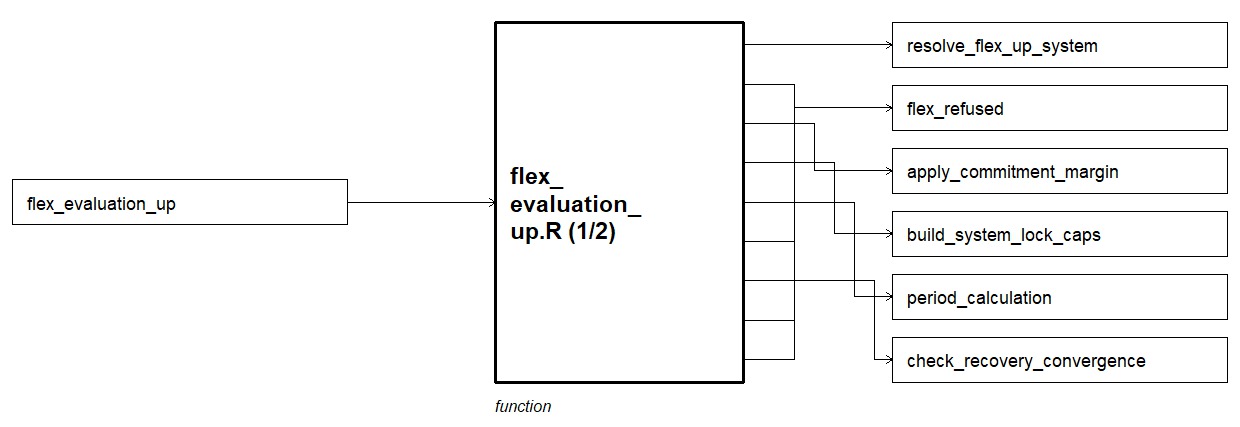 resolve_flex_up_system
flex_refused
apply_commitment_margin
flex_evaluation_up
flex_
evaluation_
up.R (1/2)
build_system_lock_caps
period_calculation
check_recovery_convergence
function